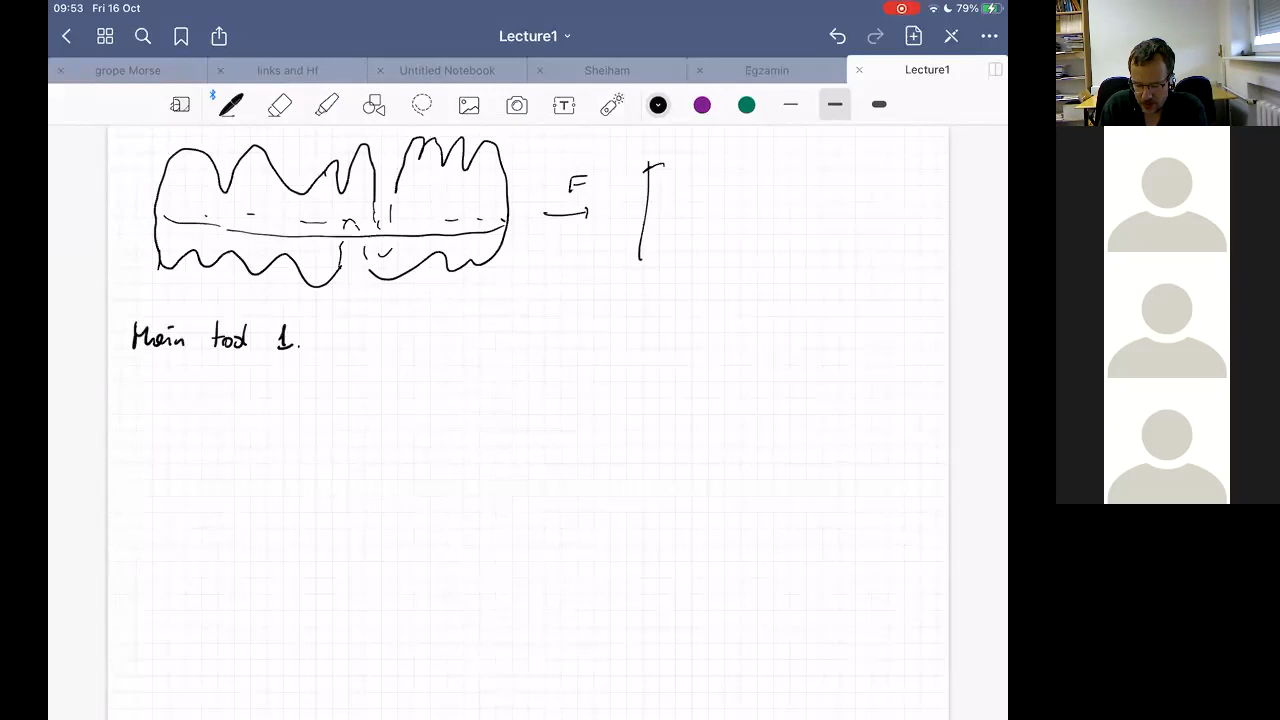 09:53 Fri 16 Oct
79%
Lecture1
grope Morse
links and Hf
Untitled Notebook
Sheiham
Egzamin
Lecture1
T
F
Main tool 1.